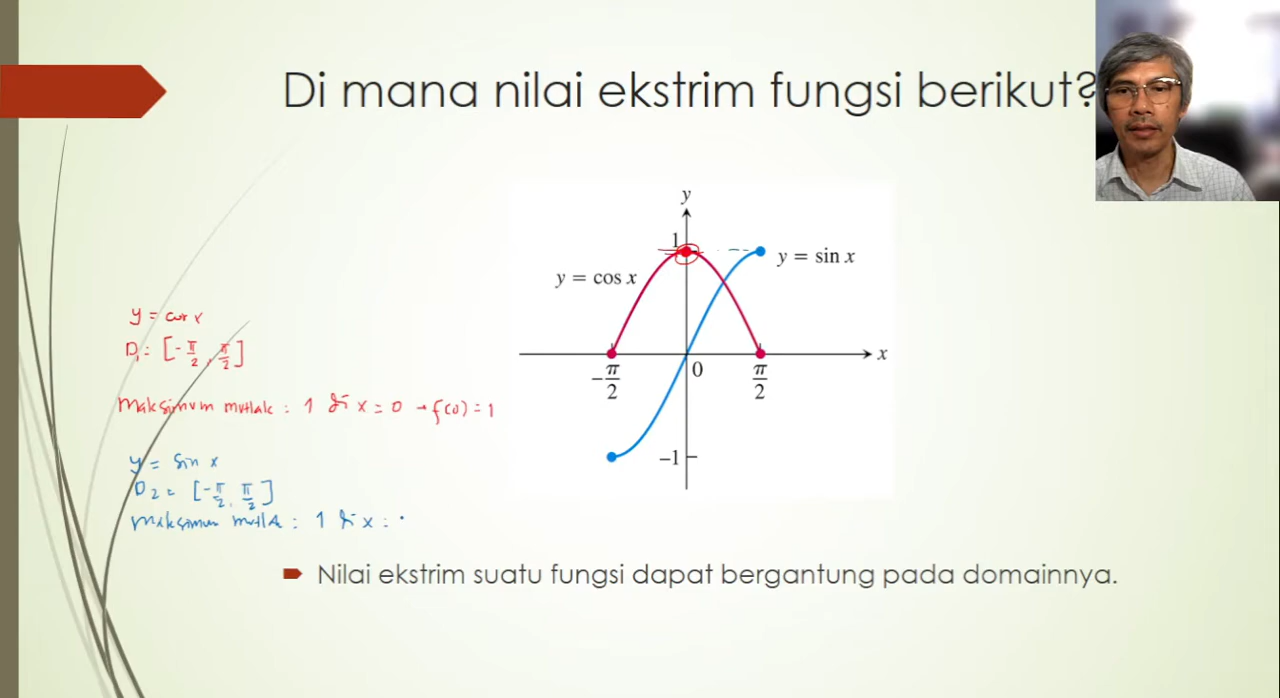 Di mana nilai ekstrim fungsi berikut?
y
1
y = sin x
y = cos x
x
−π/2
0
π/2
−1
y = cos x
D1 = [-π/2, π/2]
Maksimum mutlak : 1 di x = 0 → f(0) = 1
y = sin x
D2 = [-π/2, π/2]
Maksimum mutlak : 1 di x =
Nilai ekstrim suatu fungsi dapat bergantung pada domainnya.